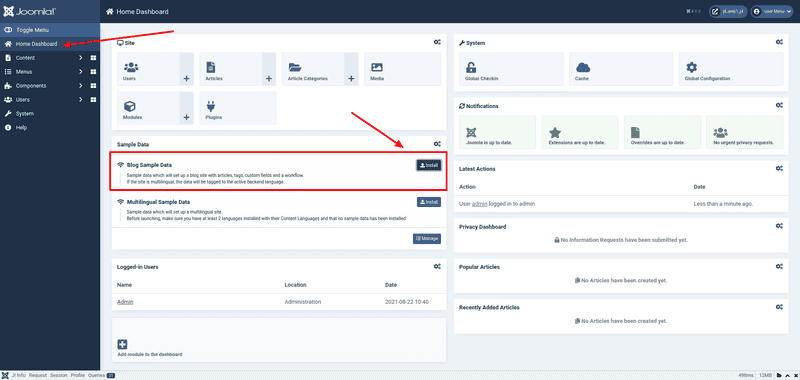 Joomla!
Home Dashboard
User Menu
Toggle Menu
Home Dashboard
Content
Menus
Components
Users
System
Help
Site
Users
Articles
Article Categories
Media
Modules
Plugins
Sample Data
Blog Sample Data
Install
Sample data which will set up a blog site with articles, tags, custom fields and a workflow.
If the site is multilingual, the data will be tagged to the active backend language.
Multilingual Sample Data
Install
Sample data which will set up a multilingual site.
Before launching, make sure you have at least 2 languages installed with their Content Languages and that no sample data has been installed
Manage
Logged-in Users
Name Location Date
Admin Administration 2021-08-22 10:40
Add module to the dashboard
System
Global Checkin
Cache
Global Configuration
Notifications
Joomla is up to date.
Extensions are up to date.
Overrides are up to date.
No urgent privacy requests.
Latest Actions
Action Date
User admin logged in to admin Less than a minute ago.
Privacy Dashboard
No Information Requests have been submitted yet.
Popular Articles
No Articles have been created yet.
Recently Added Articles
No Articles have been created yet.
J! Info Request Session Profile Queries
498ms 12MB